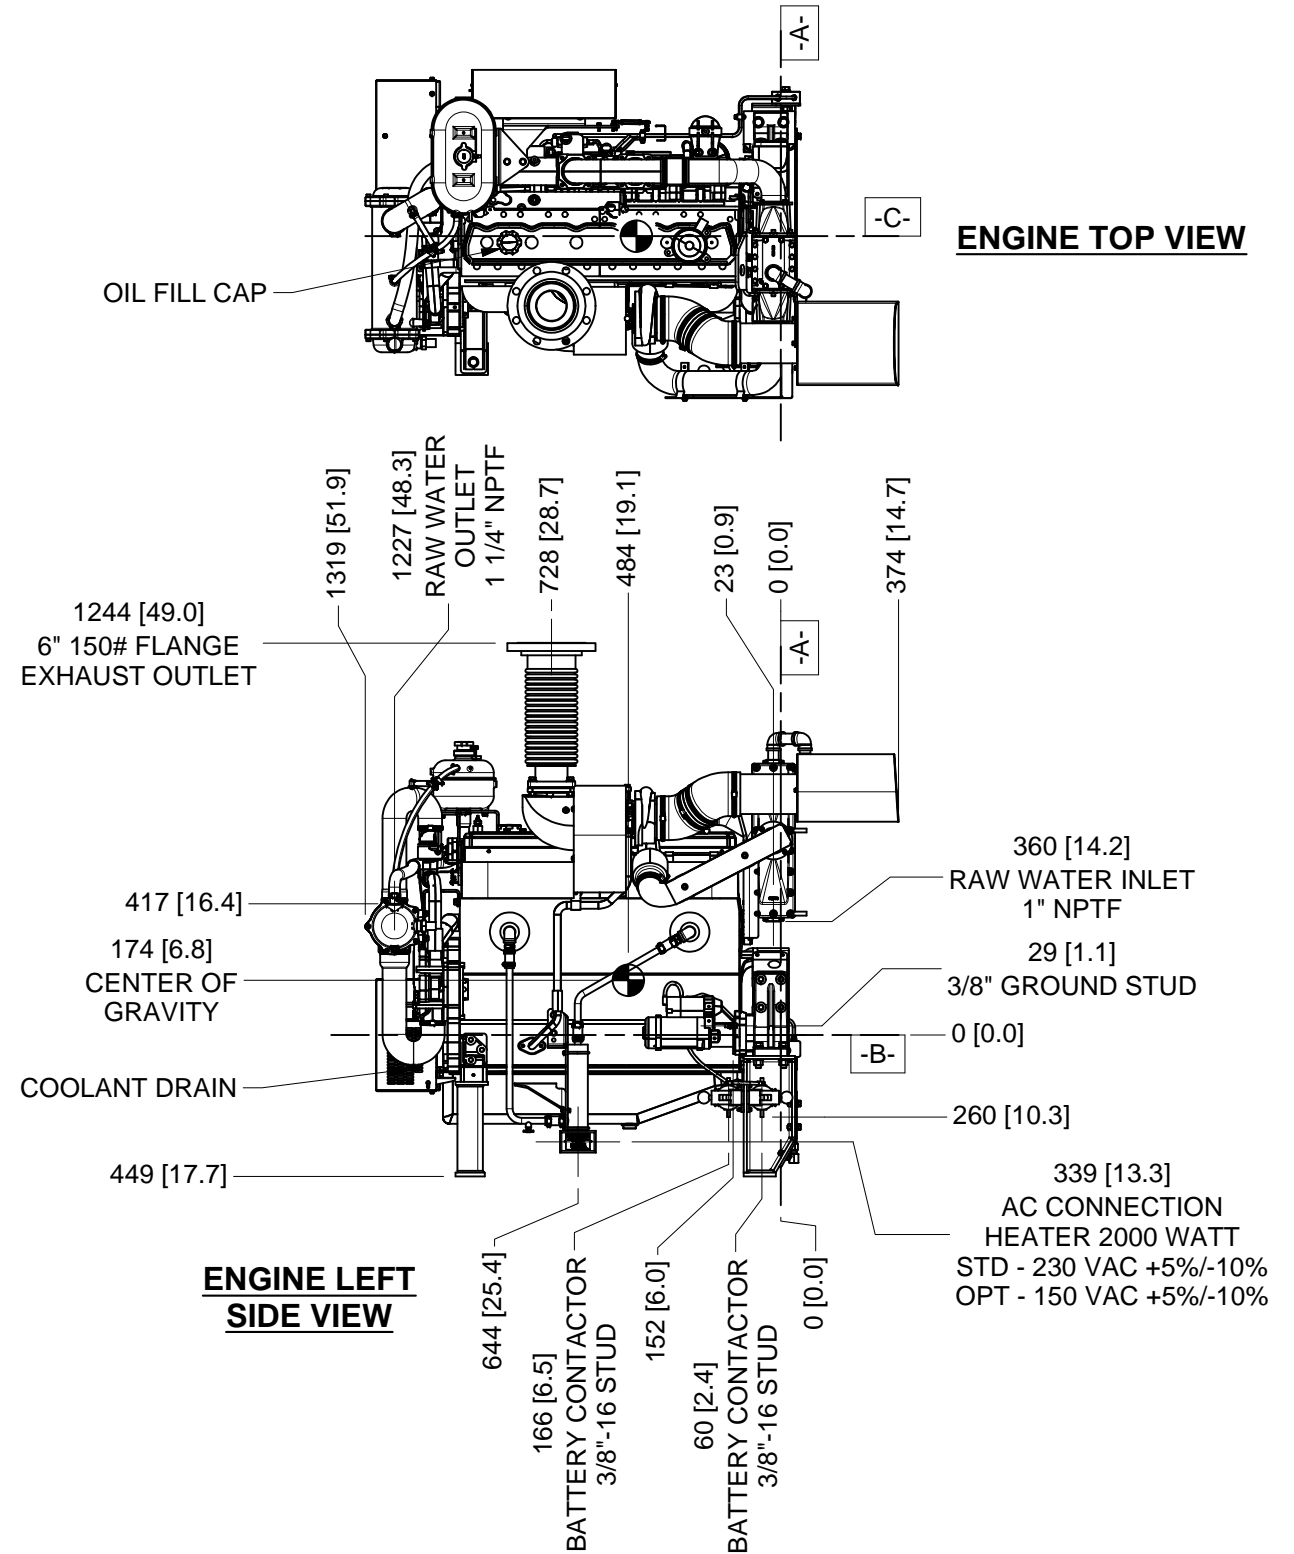 -A-
-C-
ENGINE TOP VIEW
OIL FILL CAP
1319 [51.9]
1227 [48.3]
RAW WATER
OUTLET
1 1/4" NPTF
728 [28.7]
484 [19.1]
23 [0.9]
0 [0.0]
374 [14.7]
1244 [49.0]
6" 150# FLANGE
EXHAUST OUTLET
-A-
360 [14.2]
RAW WATER INLET
1" NPTF
417 [16.4]
174 [6.8]
CENTER OF
GRAVITY
29 [1.1]
3/8" GROUND STUD
0 [0.0]
-B-
COOLANT DRAIN
260 [10.3]
449 [17.7]
339 [13.3]
AC CONNECTION
HEATER 2000 WATT
STD - 230 VAC +5%/-10%
OPT - 150 VAC +5%/-10%
ENGINE LEFT
SIDE VIEW
644 [25.4]
166 [6.5]
BATTERY CONTACTOR
3/8"-16 STUD
152 [6.0]
60 [2.4]
BATTERY CONTACTOR
3/8"-16 STUD
0 [0.0]